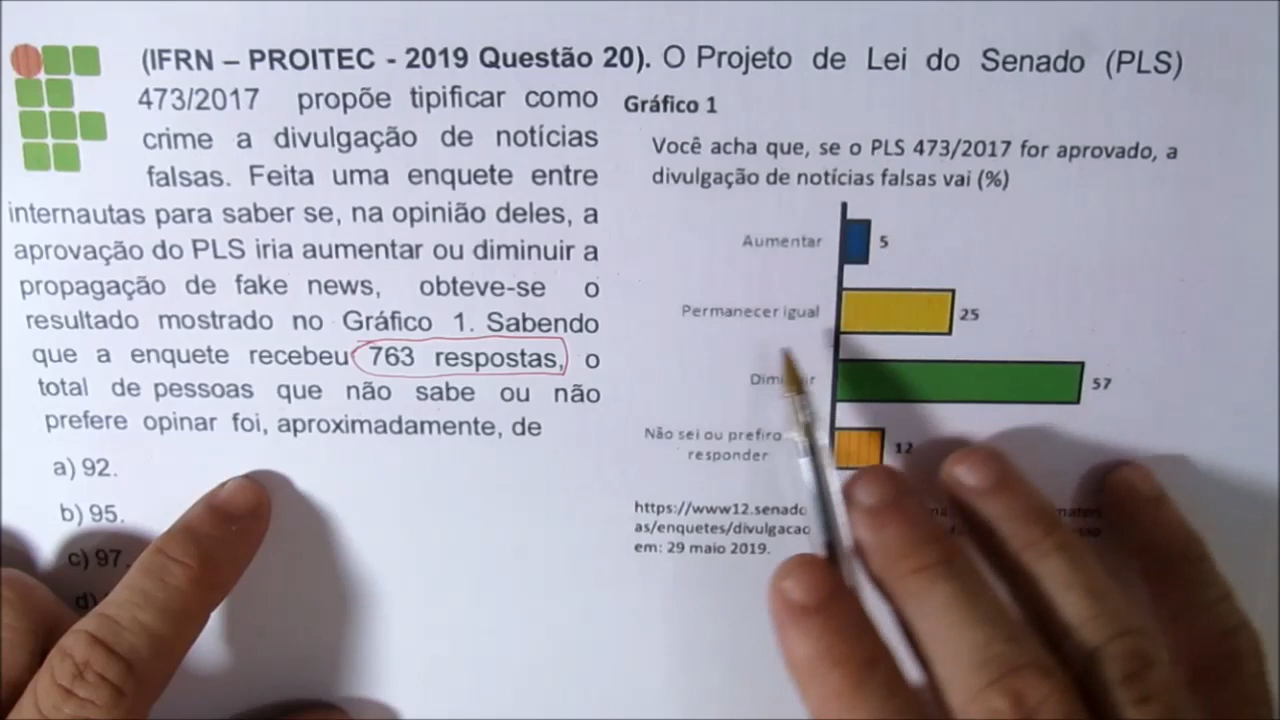 (IFRN – PROITEC - 2019 Questão 20). O Projeto de Lei do Senado (PLS)
473/2017 propõe tipificar como
crime a divulgação de notícias
falsas. Feita uma enquete entre
internautas para saber se, na opinião deles, a
aprovação do PLS iria aumentar ou diminuir a
propagação de fake news, obteve-se o
resultado mostrado no Gráfico 1. Sabendo
que a enquete recebeu 763 respostas, o
total de pessoas que não sabe ou não
prefere opinar foi, aproximadamente, de
a) 92.
b) 95.
c) 97.
d)
Gráfico 1
Você acha que, se o PLS 473/2017 for aprovado, a
divulgação de notícias falsas vai (%)
Aumentar 5
Permanecer igual 25
57
Não sei ou prefiro
responder 12
https://www12.senado
as/enquetes/divulgacao
em: 29 maio 2019.